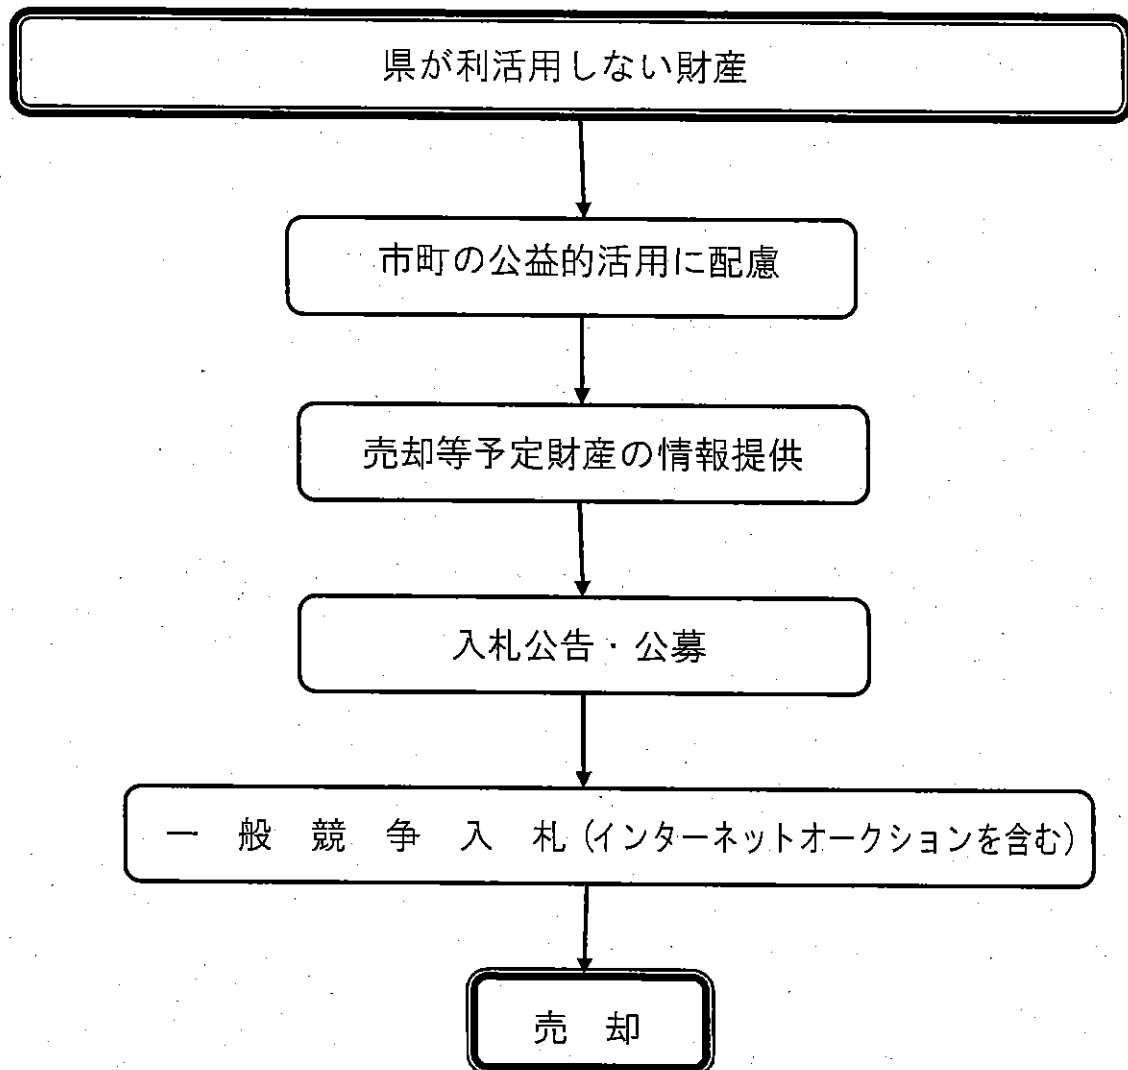 県が利活用しない財産
市町の公益的活用に配慮
売却等予定財産の情報提供
入札公告・公募
一般競争入札(インターネットオークションを含む)
売却